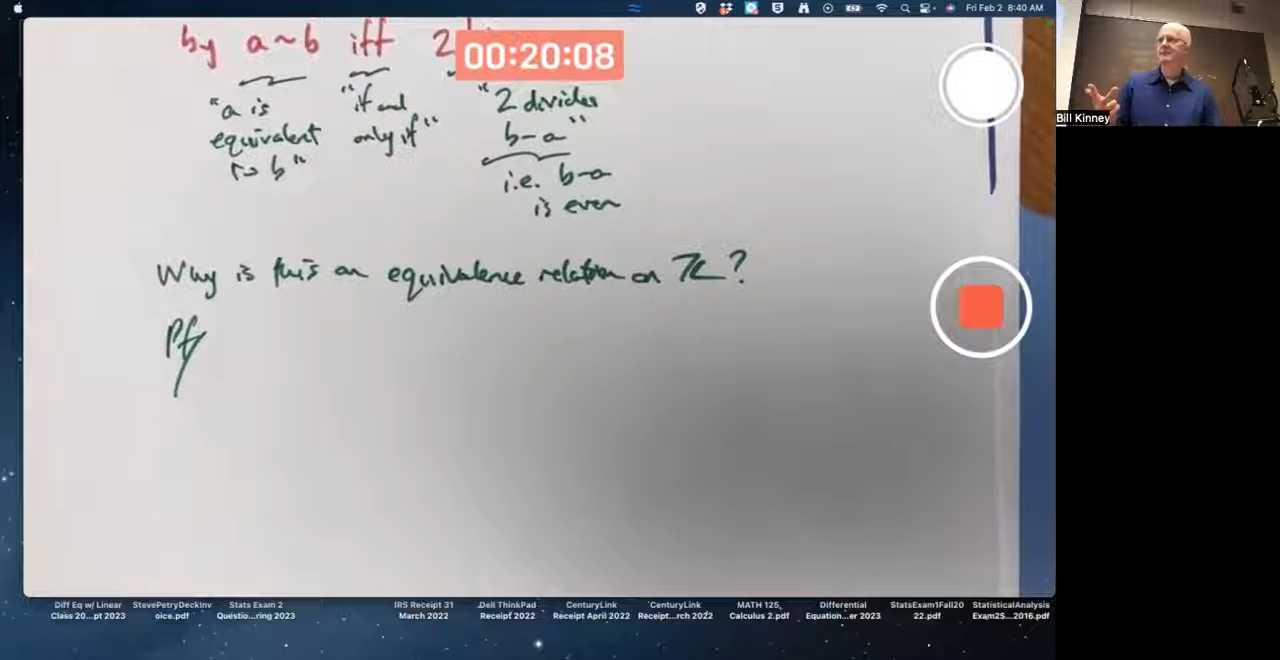 Fri Feb 2 8:40 AM
by a ~ b iff 2
00:20:08
"a is
equivalent
to b"
"if and
only if"
"2 divides
b-a"
i.e. b-a
is even
Bill Kinney
Why is this an equivalence relation on ℤ?
Pf
Diff Eq w/ Linear
Class 20...pt 2023
StevePetryDeckInv
oice.pdf
Stats Exam 2
Questio...ring 2023
IRS Receipt 31
March 2022
Dell ThinkPad
Receipt 2022
CenturyLink
Receipt April 2022
CenturyLink
Receipt...rch 2022
MATH 125,
Calculus 2.pdf
Differential
Equation...er 2023
StatsExam1Fall20
22.pdf
StatisticalAnalysis
Exam2S...2016.pdf